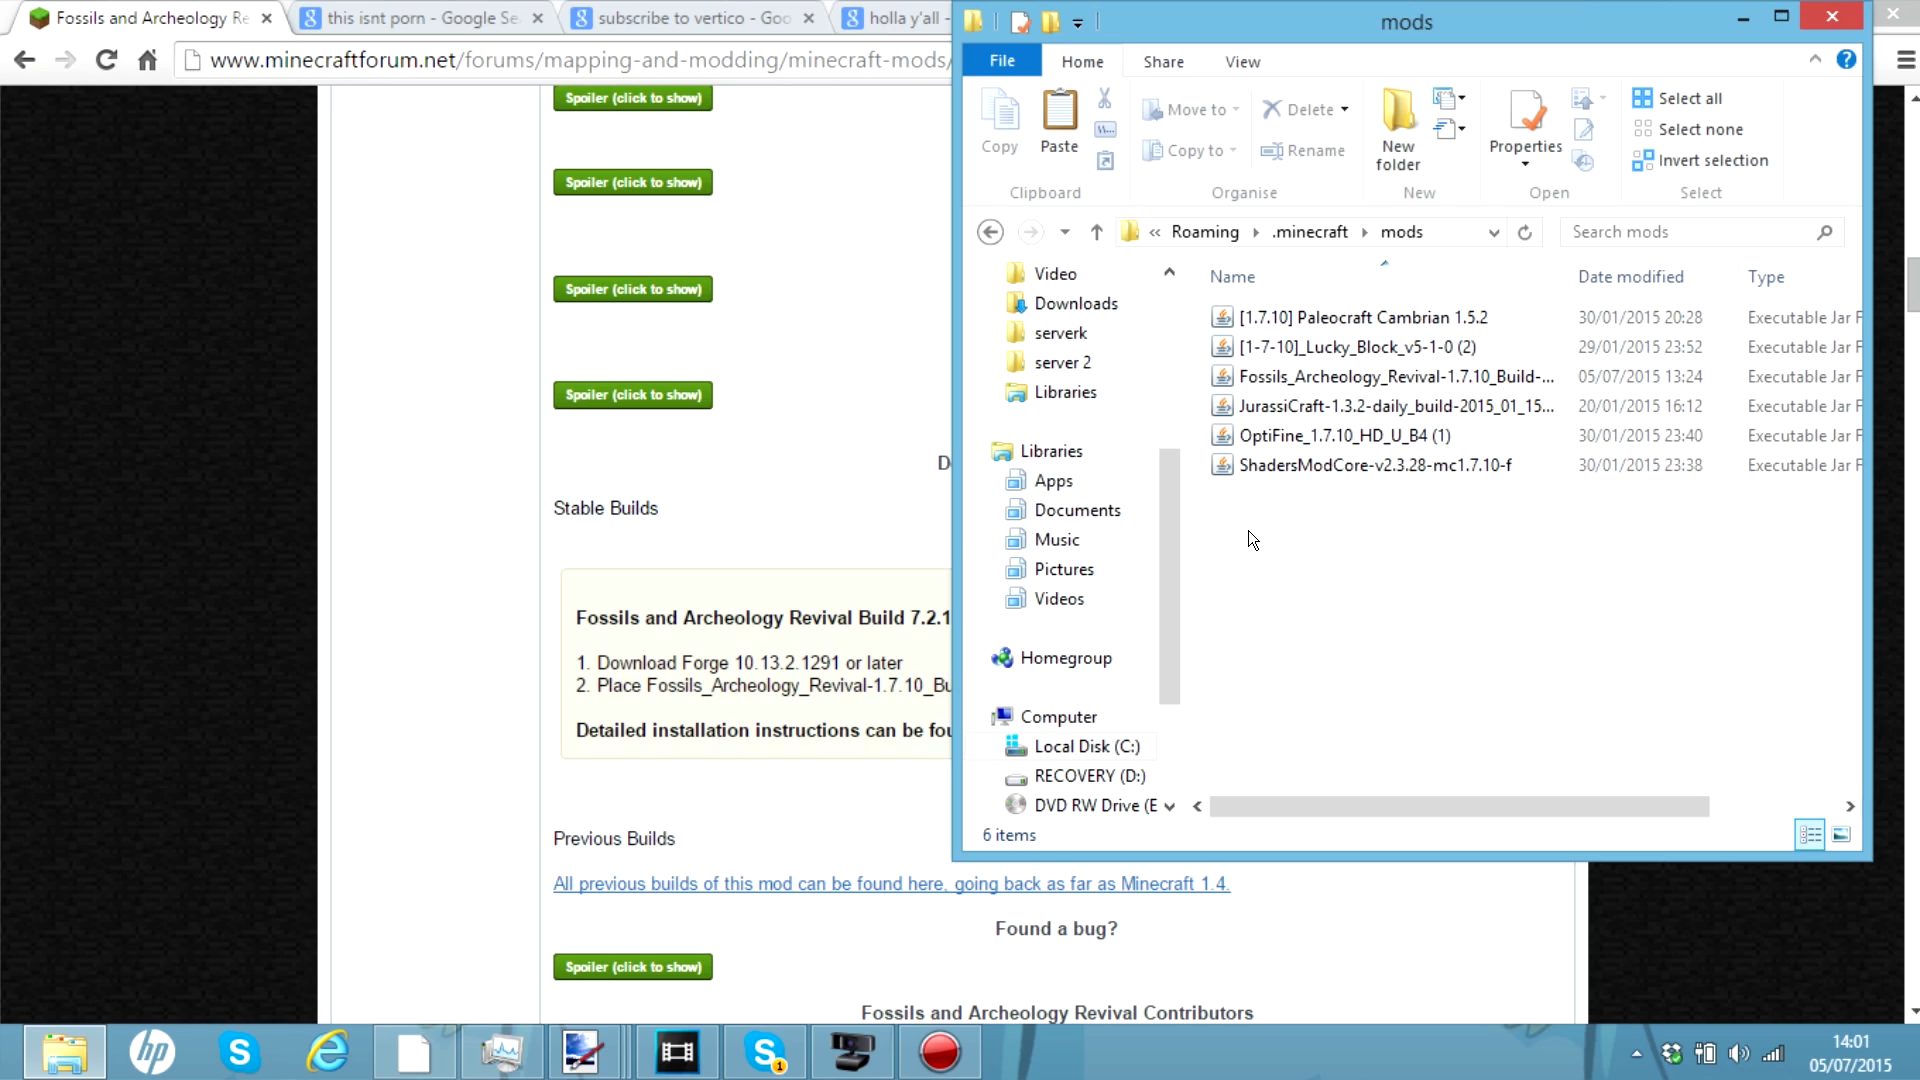 Fossils and Archeology Re
this isnt porn - Google Se
subscribe to vertico - Goo
holla y'all -
www.minecraftforum.net/forums/mapping-and-modding/minecraft-mods/
Spoiler (click to show)
Spoiler (click to show)
Spoiler (click to show)
Spoiler (click to show)
D
Stable Builds
Fossils and Archeology Revival Build 7.2.1
1. Download Forge 10.13.2.1291 or later
2. Place Fossils_Archeology_Revival-1.7.10_Bu
Detailed installation instructions can be fou
Previous Builds
All previous builds of this mod can be found here, going back as far as Minecraft 1.4.
Found a bug?
Spoiler (click to show)
Fossils and Archeology Revival Contributors
mods
File Home Share View
Copy
Paste
Move to
Copy to
Delete
Rename
New folder
Properties
Select all
Select none
Invert selection
Clipboard Organise New Open Select
« Roaming .minecraft mods
Search mods
Video
Downloads
serverk
server 2
Libraries
Libraries
Apps
Documents
Music
Pictures
Videos
Homegroup
Computer
Local Disk (C:)
RECOVERY (D:)
DVD RW Drive (E
Name Date modified Type
[1.7.10] Paleocraft Cambrian 1.5.2 30/01/2015 20:28 Executable Jar F
[1-7-10]_Lucky_Block_v5-1-0 (2) 29/01/2015 23:52 Executable Jar F
Fossils_Archeology_Revival-1.7.10_Build-... 05/07/2015 13:24 Executable Jar F
JurassiCraft-1.3.2-daily_build-2015_01_15... 20/01/2015 16:12 Executable Jar F
OptiFine_1.7.10_HD_U_B4 (1) 30/01/2015 23:40 Executable Jar F
ShadersModCore-v2.3.28-mc1.7.10-f 30/01/2015 23:38 Executable Jar F
6 items
hp
1
14:01
05/07/2015